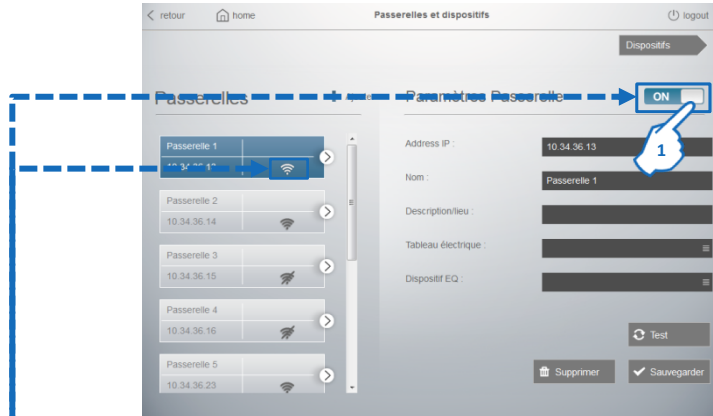 retour
home
Passerelles et dispositifs
logout
Dispositifs
Passerelles
Paramètres Passerelle
ON
1
Passerelle 1
Passerelle 2
10.34.36.14
Passerelle 3
10.34.36.15
Passerelle 4
10.34.36.16
Passerelle 5
10.34.36.23
Address IP :
10.34.36.13
Nom :
Passerelle 1
Description/lieu :
Tableau électrique :
Dispositif EQ :
Test
Supprimer
Sauvegarder